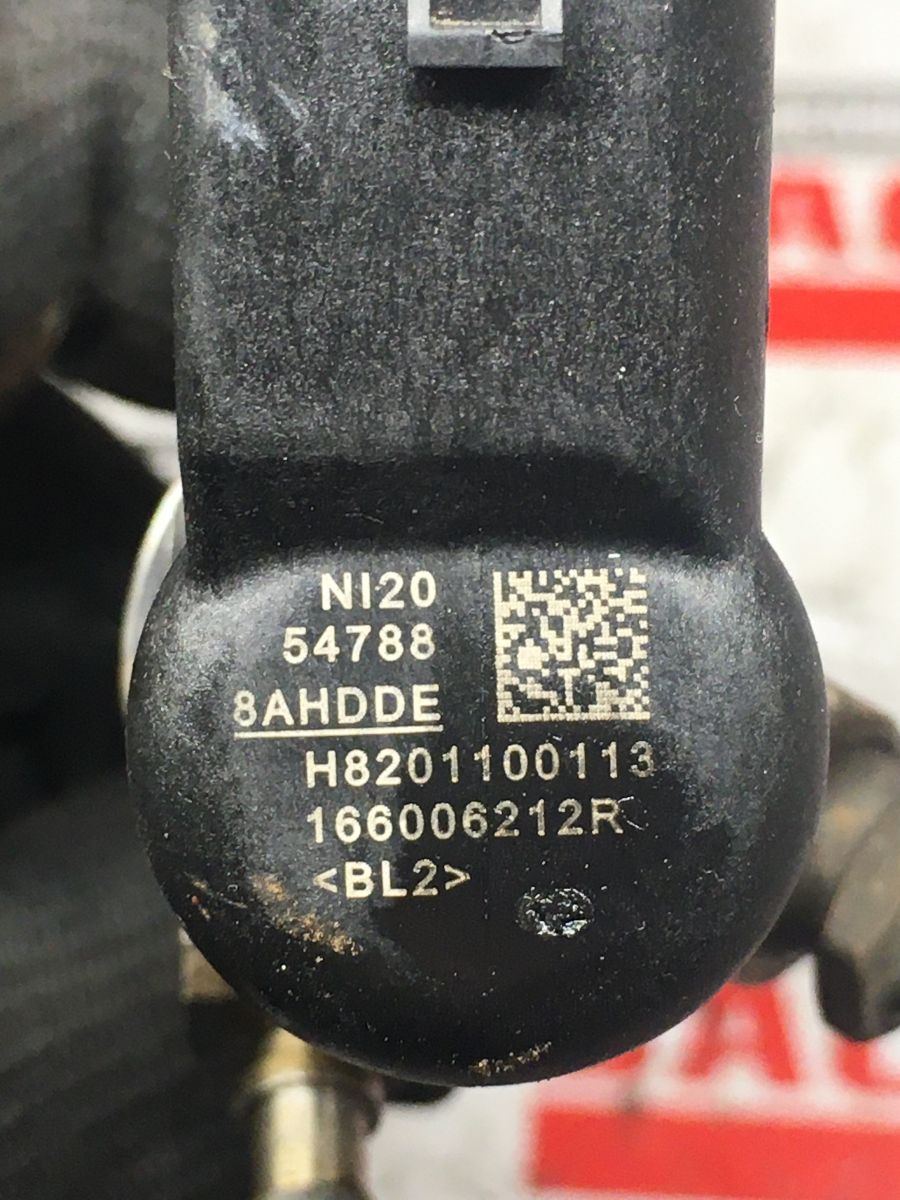 NI20
54788
8AHDDE
H8201100113
166006212R
<BL2>